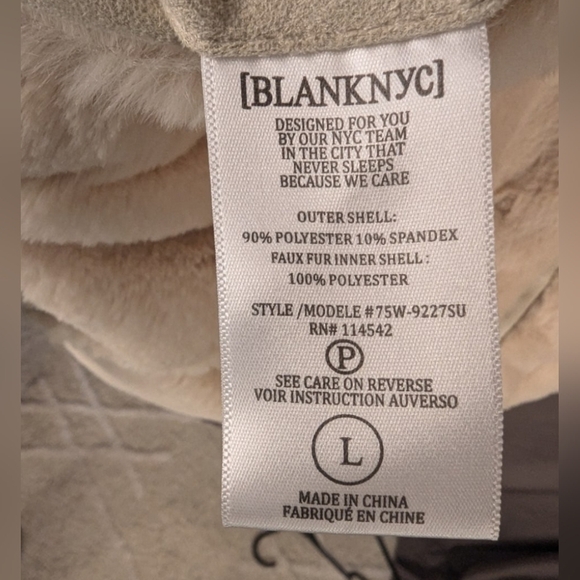 [BLANKNYC]
DESIGNED FOR YOU
BY OUR NYC TEAM
IN THE CITY THAT
NEVER SLEEPS
BECAUSE WE CARE
OUTER SHELL:
90% POLYESTER 10% SPANDEX
FAUX FUR INNER SHELL :
100% POLYESTER
STYLE /MODELE #75W-9227SU
RN# 114542
P
SEE CARE ON REVERSE
VOIR INSTRUCTION AUVERSO
L
MADE IN CHINA
FABRIQUÉ EN CHINE